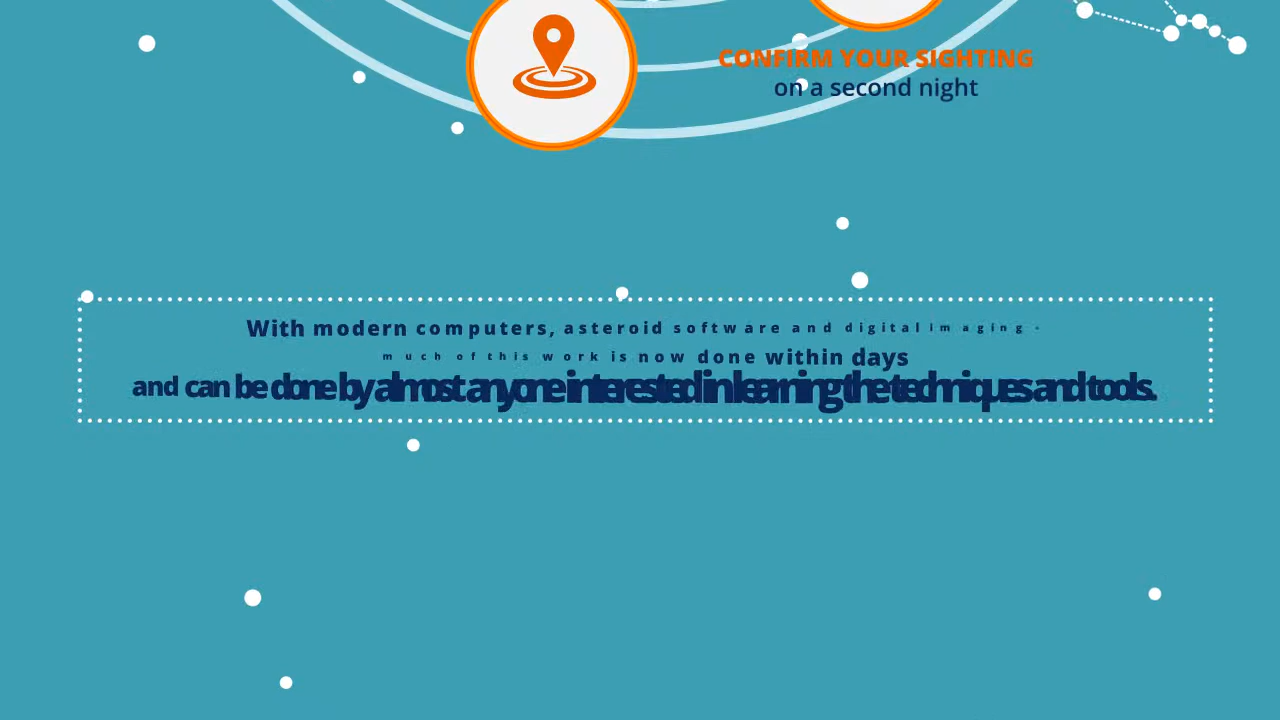 CONFIRM YOUR SIGHTING
on a second night
With modern computers, asteroid software and digital imaging -
much of this work is now done within days
and can be done by almost anyone interested in learning the techniques and tools.